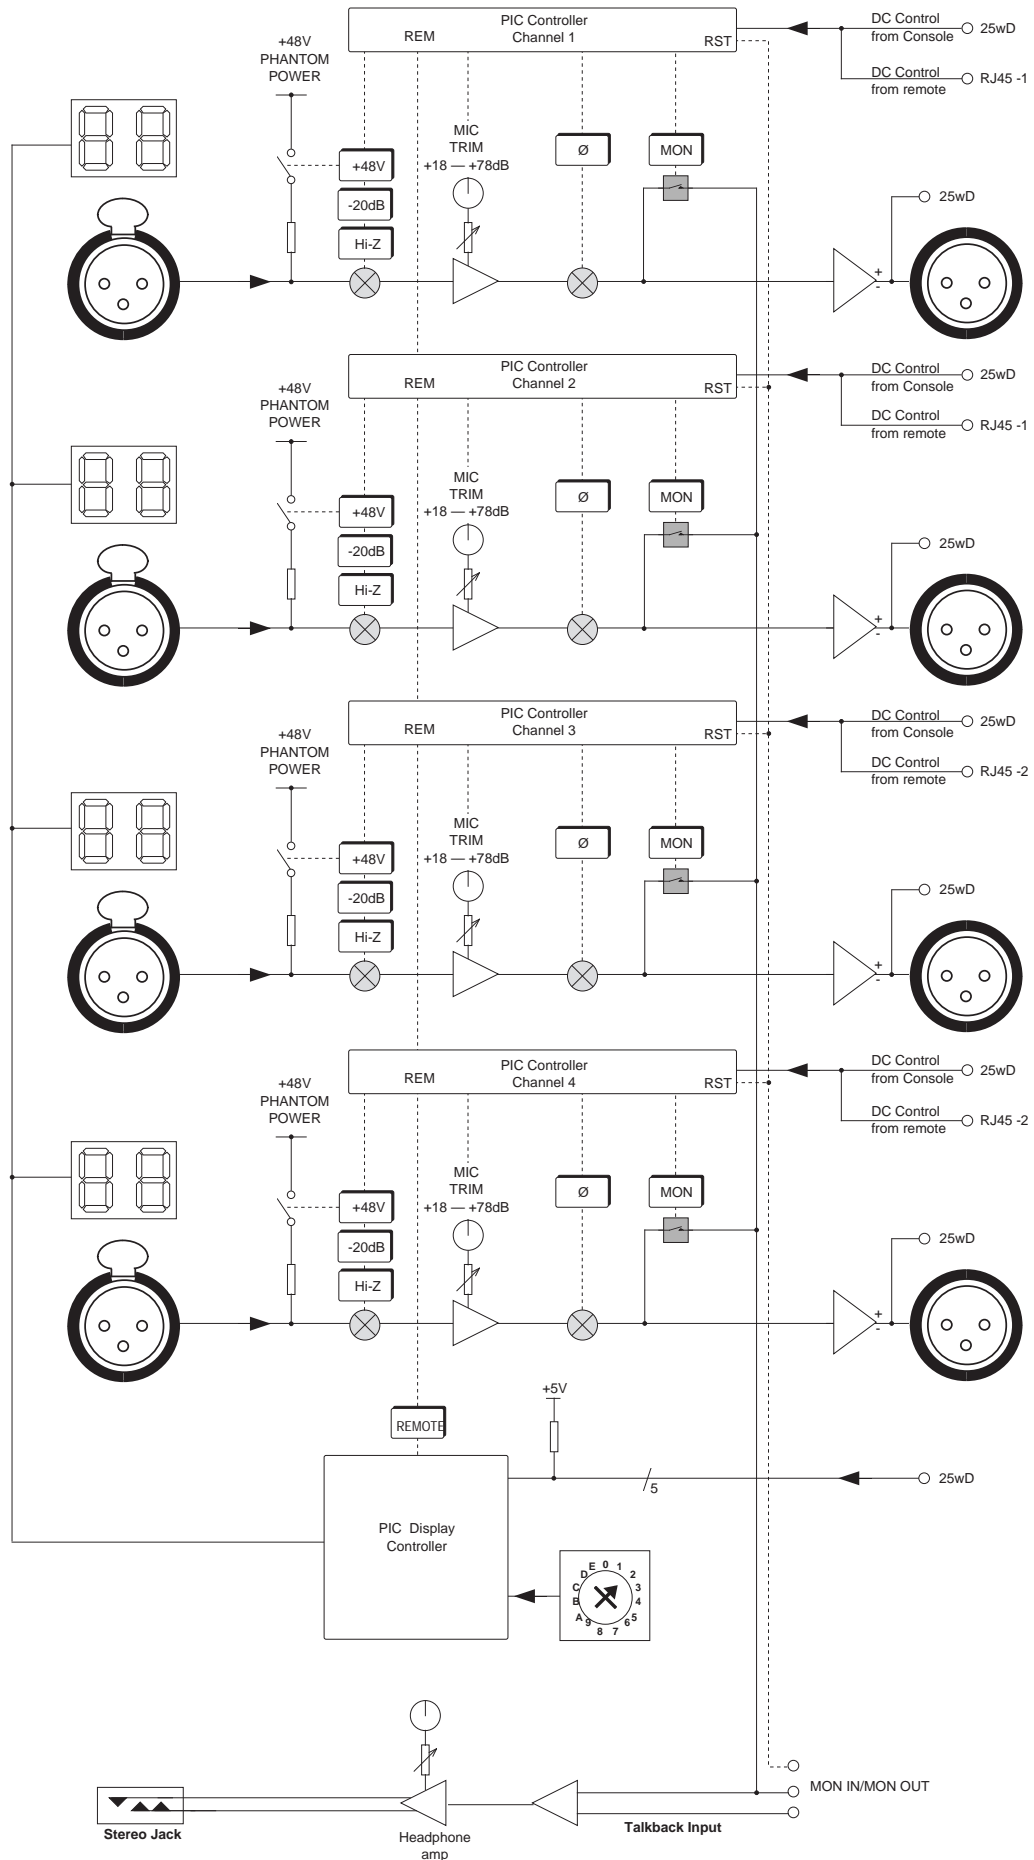 PIC Controller
Channel 1
REM
RST
DC Control
from Console
25wD
DC Control
from remote
RJ45 -1
+48V
PHANTOM
POWER
MIC
TRIM
+18 — +78dB
+48V
-20dB
Hi-Z
Ø
MON
25wD
+
-
PIC Controller
Channel 2
REM
RST
DC Control
from Console
25wD
DC Control
from remote
RJ45 -1
+48V
PHANTOM
POWER
MIC
TRIM
+18 — +78dB
+48V
-20dB
Hi-Z
Ø
MON
25wD
+
-
PIC Controller
Channel 3
REM
RST
DC Control
from Console
25wD
DC Control
from remote
RJ45 -2
+48V
PHANTOM
POWER
MIC
TRIM
+18 — +78dB
+48V
-20dB
Hi-Z
Ø
MON
25wD
+
-
PIC Controller
Channel 4
REM
RST
DC Control
from Console
25wD
DC Control
from remote
RJ45 -2
+48V
PHANTOM
POWER
MIC
TRIM
+18 — +78dB
+48V
-20dB
Hi-Z
Ø
MON
25wD
+
-
+5V
REMOTE
5
25wD
PIC Display
Controller
0 1 2 3 4 5 6 7 8 9 A B C D E
MON IN/MON OUT
Talkback Input
Stereo Jack
Headphone
amp